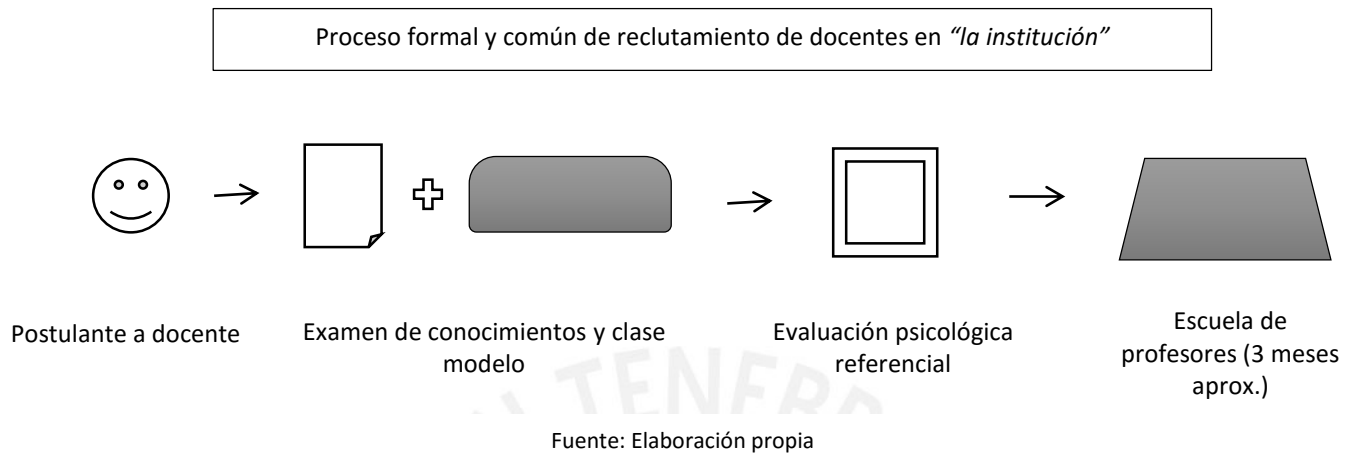 Proceso formal y común de reclutamiento de docentes en “la institución”
Postulante a docente
Examen de conocimientos y clase
modelo
Evaluación psicológica
referencial
Escuela de
profesores (3 meses
aprox.)
TENEBR
Fuente: Elaboración propia